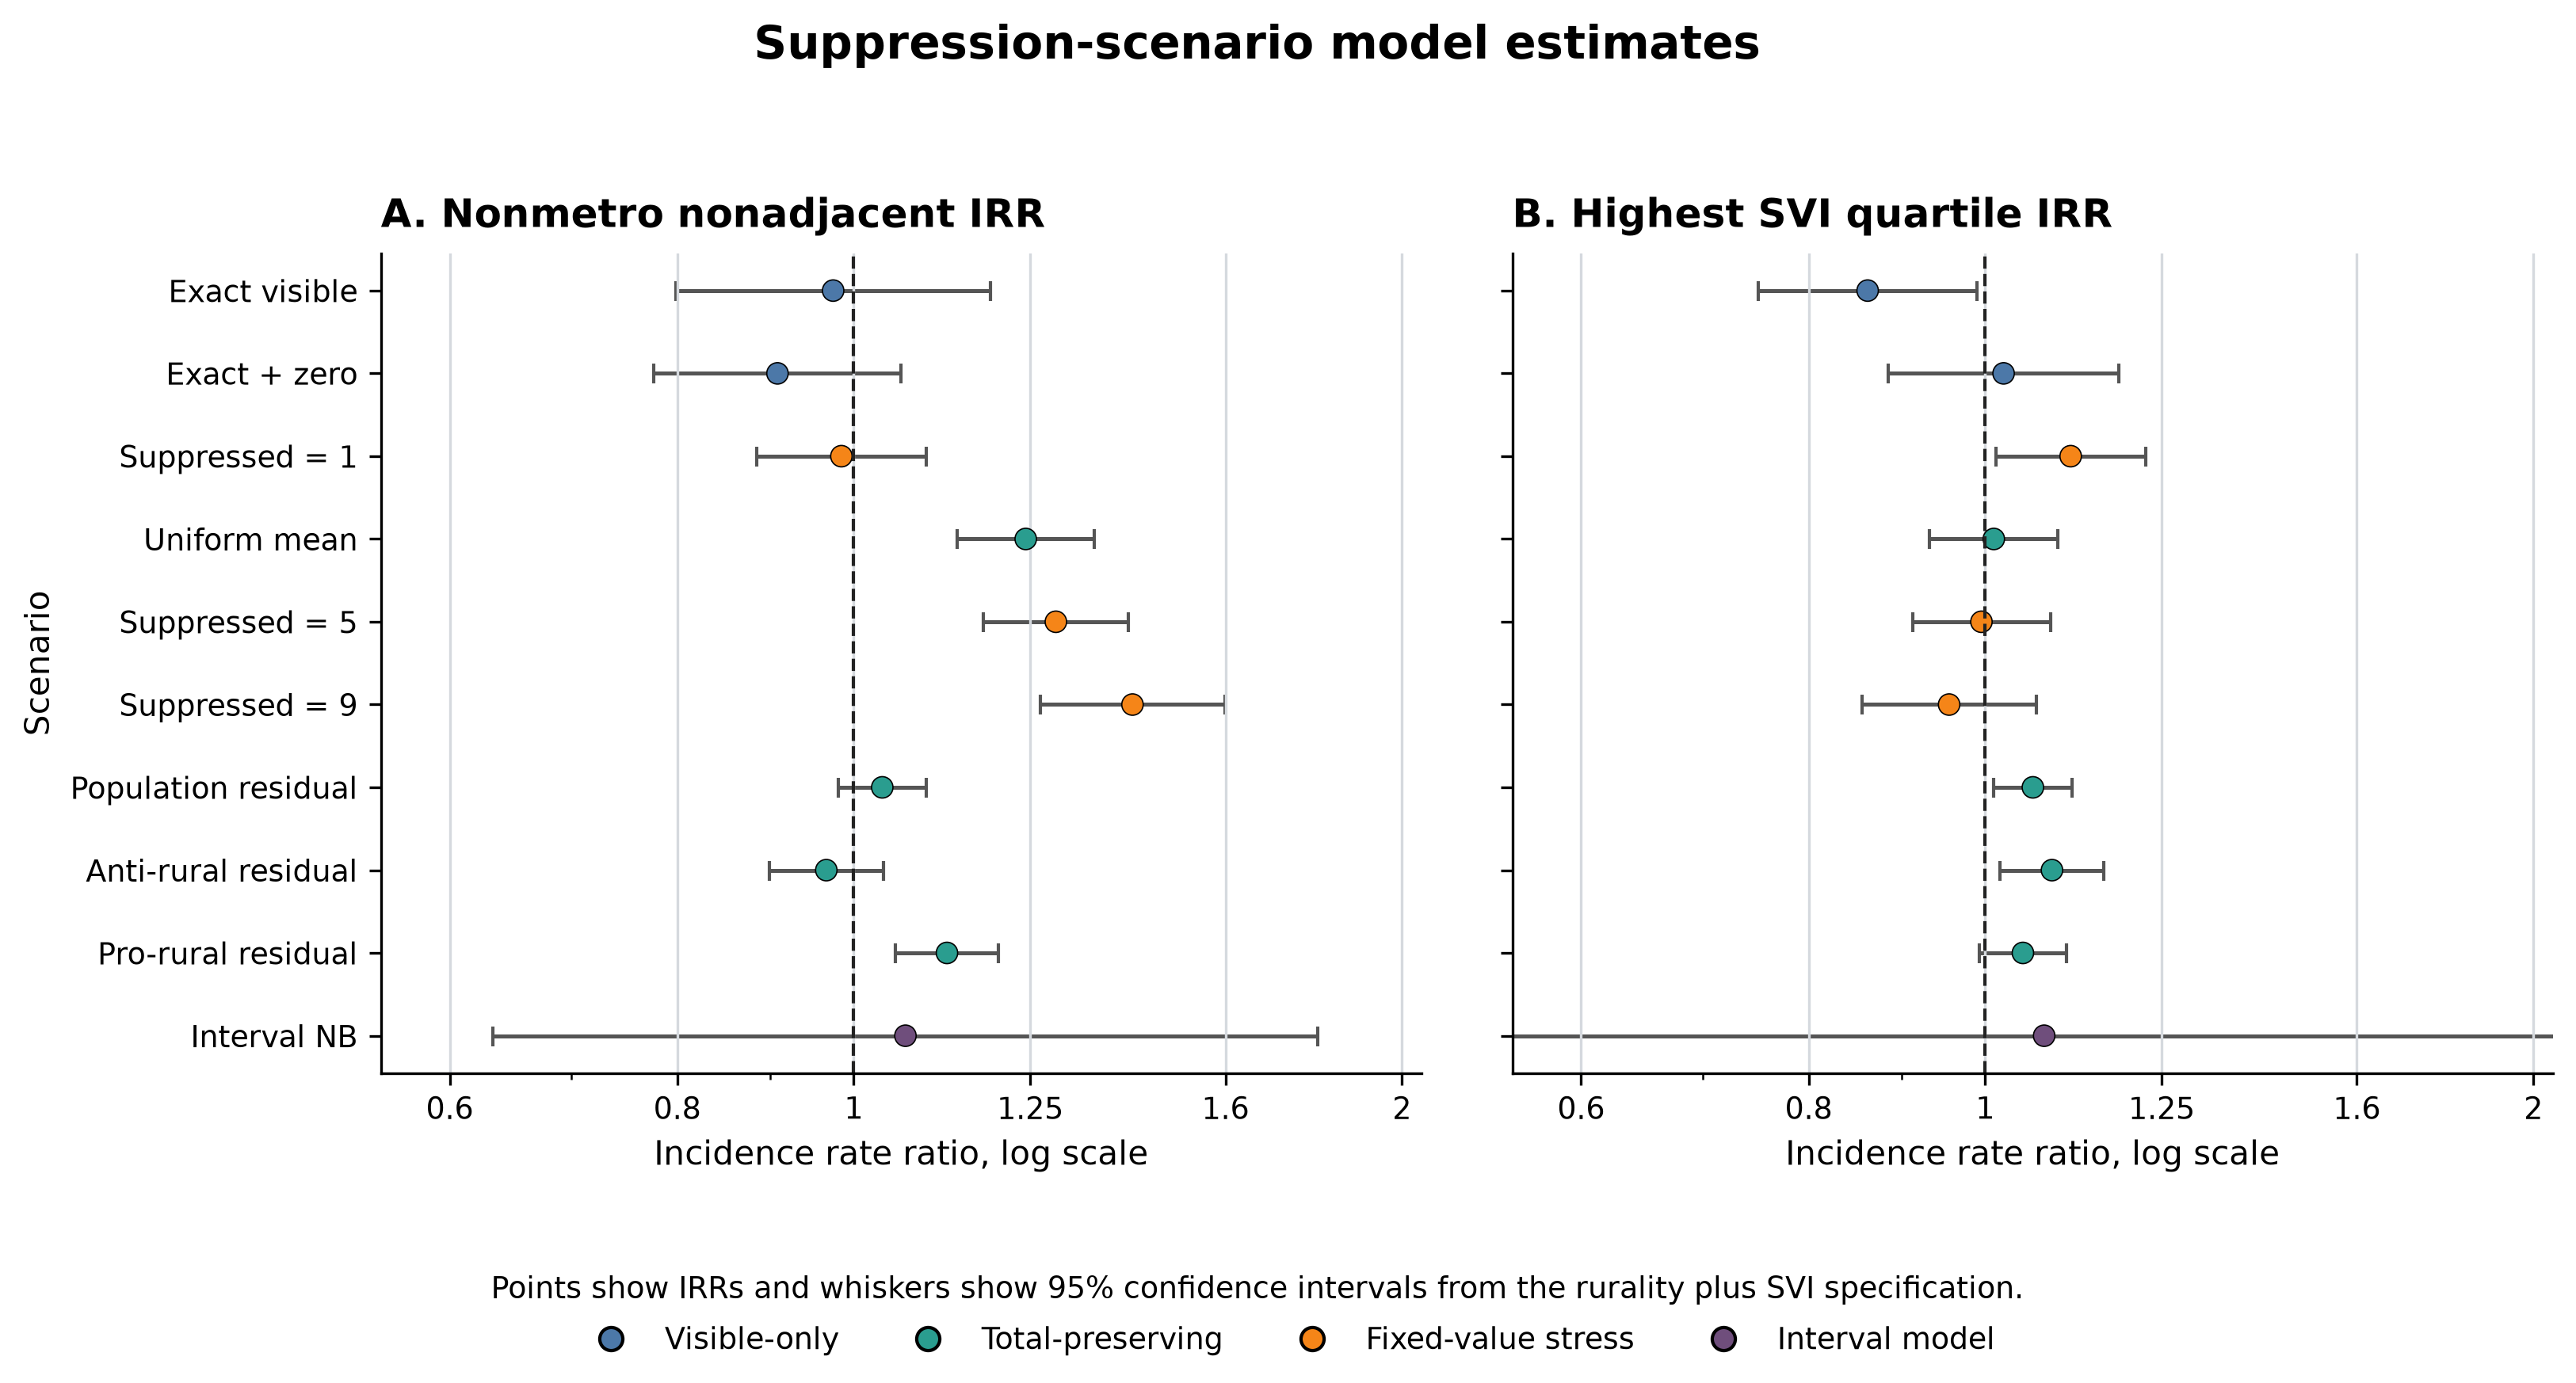 Suppression-scenario model estimates
A. Nonmetro nonadjacent IRR
B. Highest SVI quartile IRR
Scenario
Exact visible
Exact + zero
Suppressed = 1
Uniform mean
Suppressed = 5
Suppressed = 9
Population residual
Anti-rural residual
Pro-rural residual
Interval NB
0.6 0.8 1 1.25 1.6 2
0.6 0.8 1 1.25 1.6 2
Incidence rate ratio, log scale
Incidence rate ratio, log scale
Points show IRRs and whiskers show 95% confidence intervals from the rurality plus SVI specification.
Visible-only Total-preserving Fixed-value stress Interval model